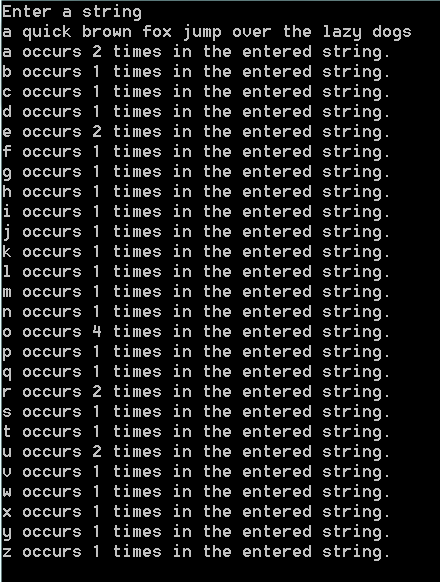 Enter a string
a quick brown fox jump over the lazy dogs
a occurs 2 times in the entered string.
b occurs 1 times in the entered string.
c occurs 1 times in the entered string.
d occurs 1 times in the entered string.
e occurs 2 times in the entered string.
f occurs 1 times in the entered string.
g occurs 1 times in the entered string.
h occurs 1 times in the entered string.
i occurs 1 times in the entered string.
j occurs 1 times in the entered string.
k occurs 1 times in the entered string.
l occurs 1 times in the entered string.
m occurs 1 times in the entered string.
n occurs 1 times in the entered string.
o occurs 4 times in the entered string.
p occurs 1 times in the entered string.
q occurs 1 times in the entered string.
r occurs 2 times in the entered string.
s occurs 1 times in the entered string.
t occurs 1 times in the entered string.
u occurs 2 times in the entered string.
v occurs 1 times in the entered string.
w occurs 1 times in the entered string.
x occurs 1 times in the entered string.
y occurs 1 times in the entered string.
z occurs 1 times in the entered string.